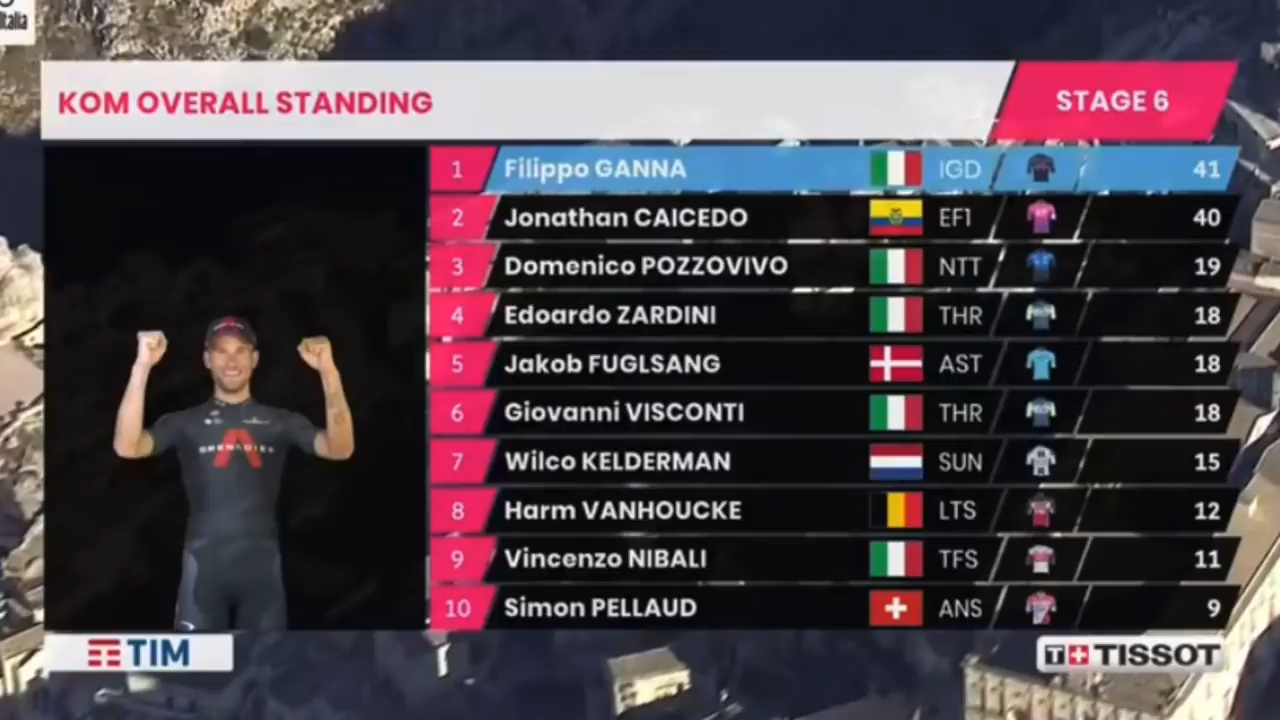 Italia
KOM OVERALL STANDING STAGE 6
1 Filippo GANNA IGD 41
2 Jonathan CAICEDO EF1 40
3 Domenico POZZOVIVO NTT 19
4 Edoardo ZARDINI THR 18
5 Jakob FUGLSANG AST 18
6 Giovanni VISCONTI THR 18
7 Wilco KELDERMAN SUN 15
8 Harm VANHOUCKE LTS 12
9 Vincenzo NIBALI TFS 11
10 Simon PELLAUD ANS 9
GRENADIER
TIM
T+TISSOT